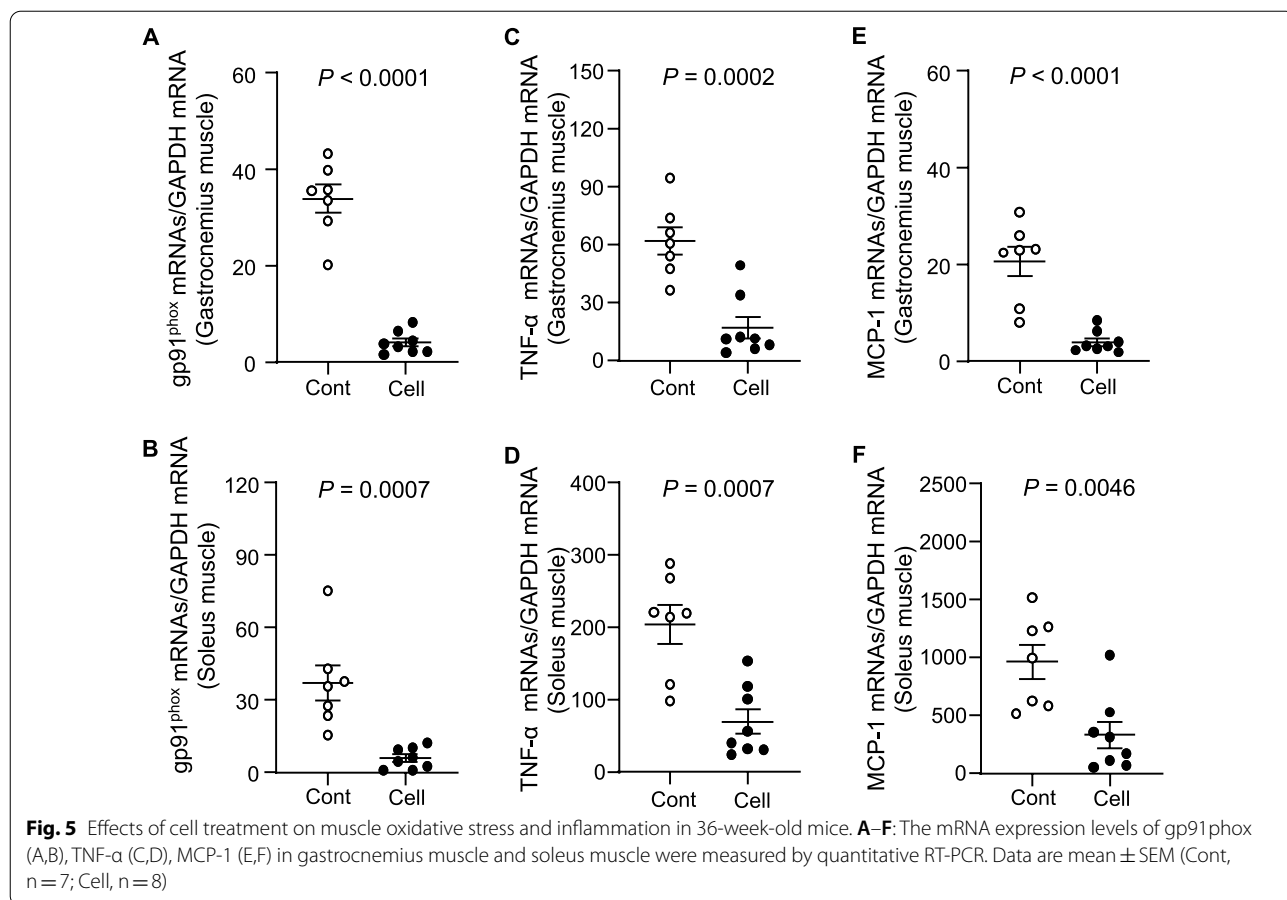 A
gp91phox mRNAs/GAPDH mRNA
(Gastrocnemius muscle)
60
40
20
0
P < 0.0001
Cont
Cell
C
TNF-α mRNAs/GAPDH mRNA
(Gastrocnemius muscle)
150
120
90
60
30
0
P = 0.0002
Cont
Cell
E
MCP-1 mRNAs/GAPDH mRNA
(Gastrocnemius muscle)
60
40
20
0
P < 0.0001
Cont
Cell
B
gp91phox mRNAs/GAPDH mRNA
(Soleus muscle)
120
90
60
30
0
P = 0.0007
Cont
Cell
D
TNF-α mRNAs/GAPDH mRNA
(Soleus muscle)
400
300
200
100
0
P = 0.0007
Cont
Cell
F
MCP-1 mRNAs/GAPDH mRNA
(Soleus muscle)
2500
2000
1500
1000
500
0
P = 0.0046
Cont
Cell
Fig. 5 Effects of cell treatment on muscle oxidative stress and inflammation in 36-week-old mice. A–F: The mRNA expression levels of gp91phox
(A,B), TNF-α (C,D), MCP-1 (E,F) in gastrocnemius muscle and soleus muscle were measured by quantitative RT-PCR. Data are mean ± SEM (Cont,
n = 7; Cell, n = 8)